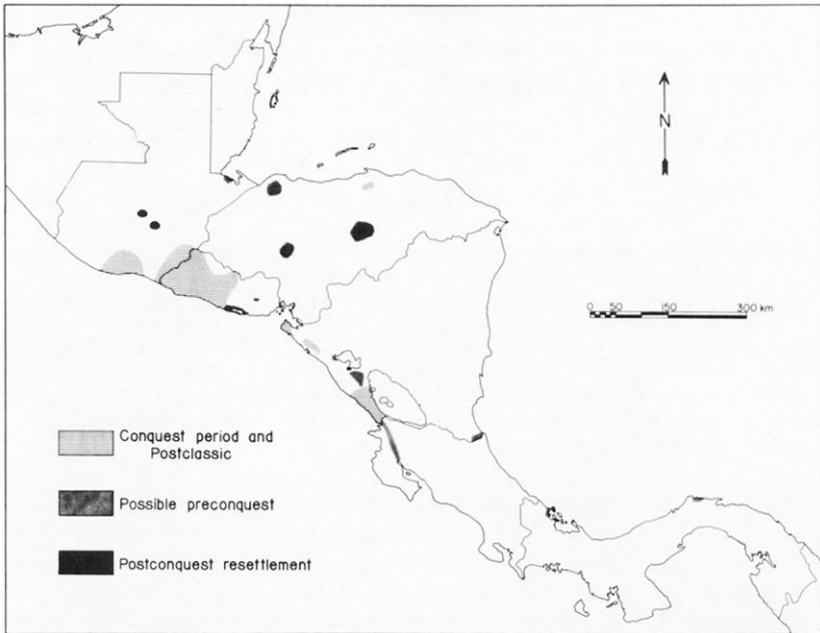 N
0 50 150 300 km
Conquest period and
Postclassic
Possible preconquest
Postconquest resettlement